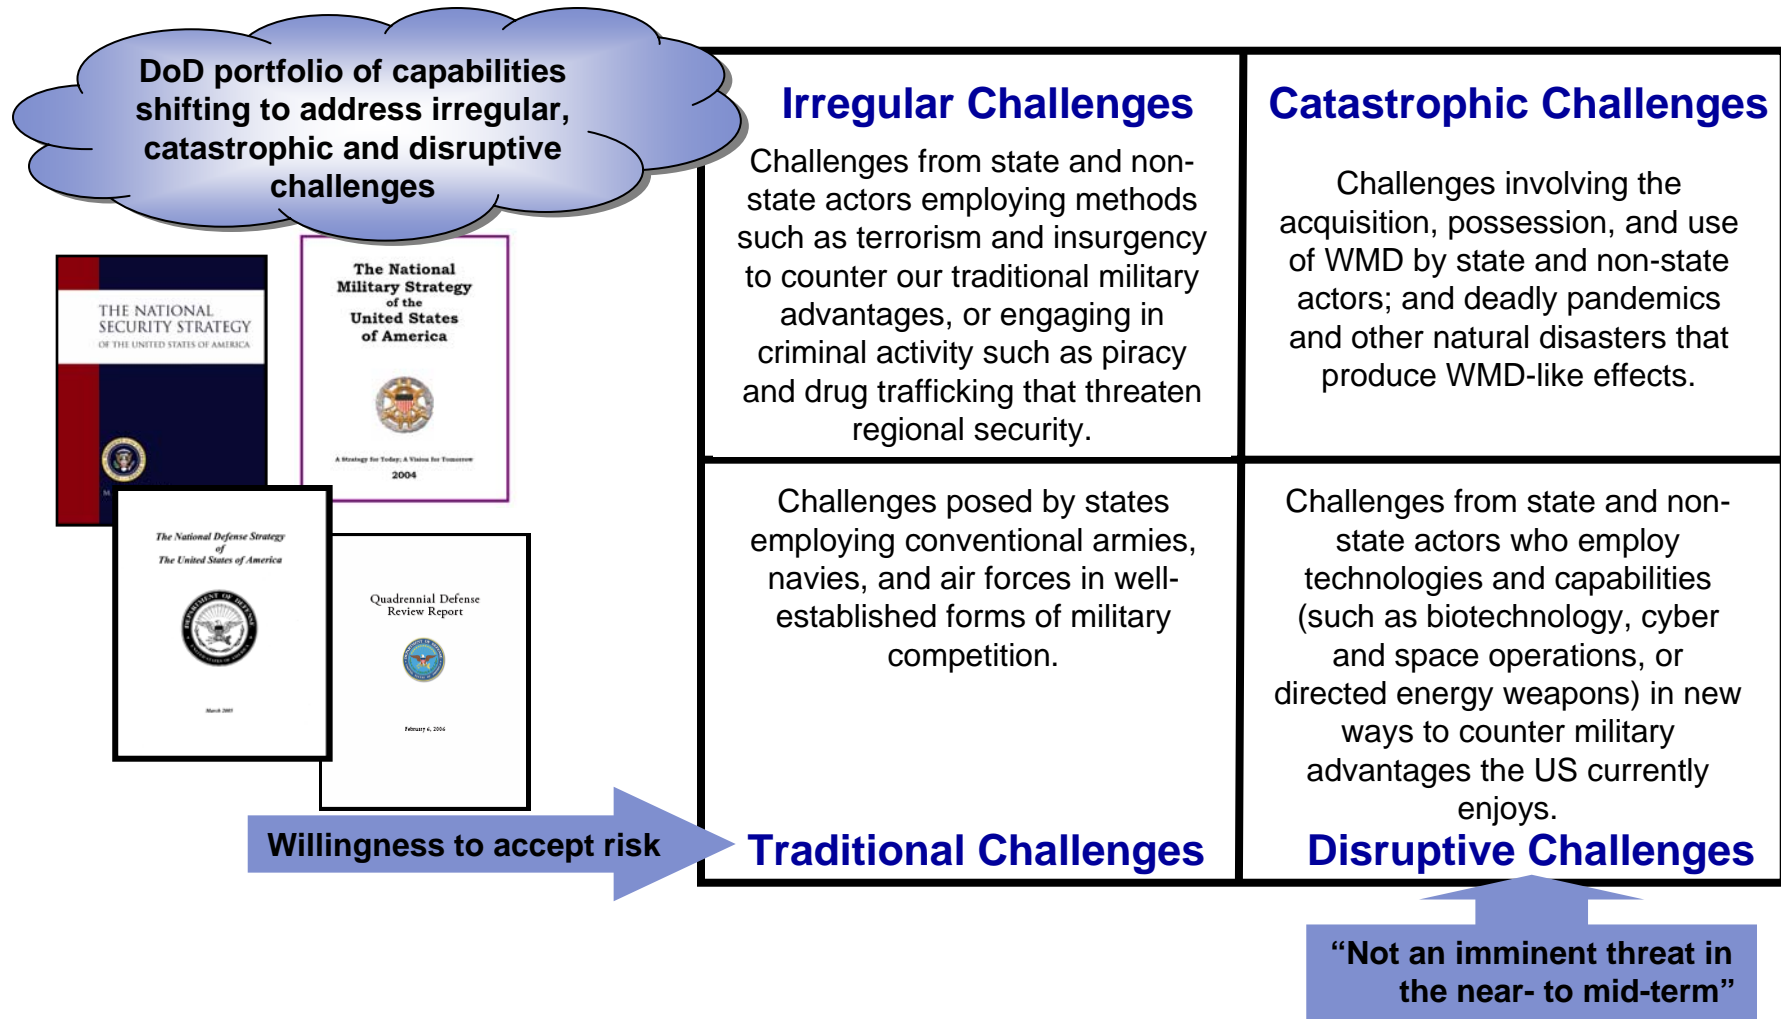 DoD portfolio of capabilities
shifting to address irregular,
catastrophic and disruptive
challenges
THE NATIONAL
SECURITY STRATEGY
OF THE UNITED STATES OF AMERICA
The National
Military Strategy
of the
United States
of America
A Strategy for Today; A Vision for Tomorrow
2004
The National Defense Strategy
of
The United States of America
March 2005
Quadrennial Defense
Review Report
February 6, 2006
Willingness to accept risk
Irregular Challenges
Challenges from state and non-
state actors employing methods
such as terrorism and insurgency
to counter our traditional military
advantages, or engaging in
criminal activity such as piracy
and drug trafficking that threaten
regional security.
Catastrophic Challenges
Challenges involving the
acquisition, possession, and use
of WMD by state and non-state
actors; and deadly pandemics
and other natural disasters that
produce WMD-like effects.
Challenges posed by states
employing conventional armies,
navies, and air forces in well-
established forms of military
competition.
Traditional Challenges
Challenges from state and non-
state actors who employ
technologies and capabilities
(such as biotechnology, cyber
and space operations, or
directed energy weapons) in new
ways to counter military
advantages the US currently
enjoys.
Disruptive Challenges
“Not an imminent threat in
the near- to mid-term”